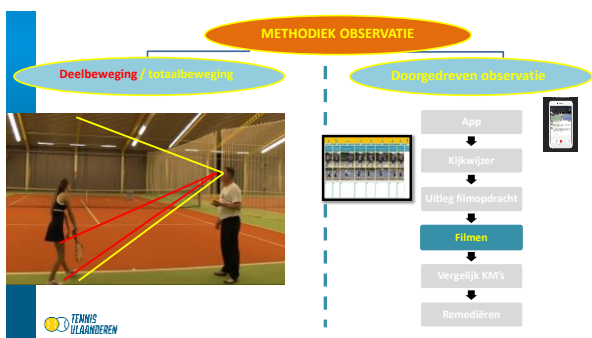 METHODIEK OBSERVATIE
Deelbeweging / totaalbeweging
Doorgedreven observatie
App
Kijkwijzer
Uitleg filmopdracht
Filmen
Vergelijk KM's
Remediëren
TENNIS
VLAANDEREN